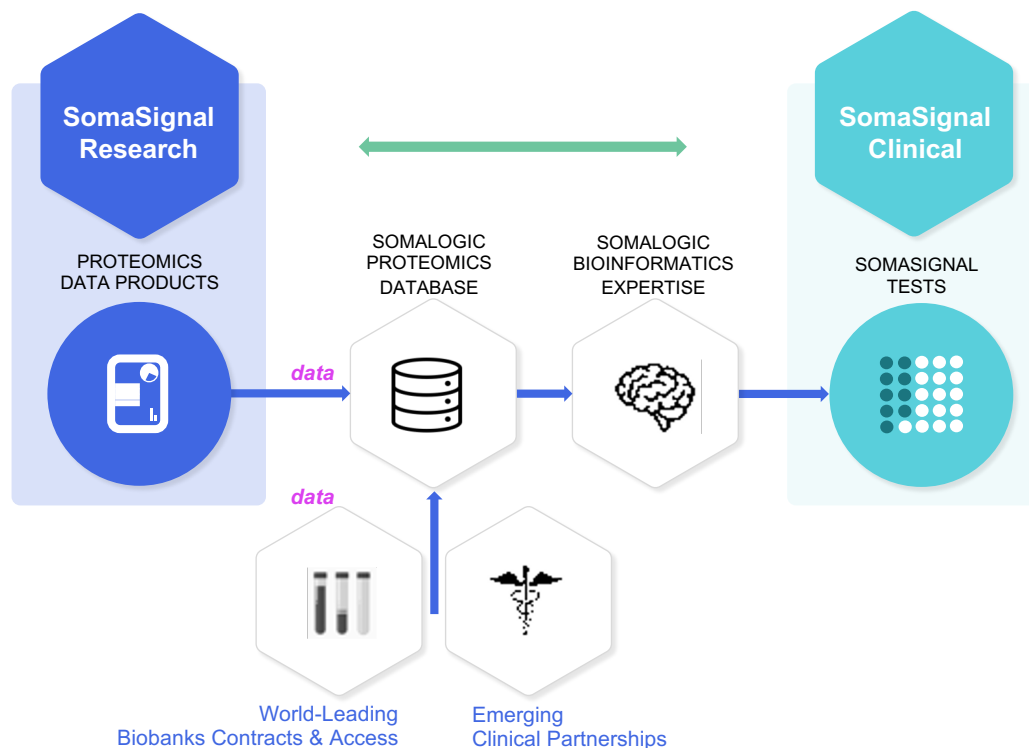 SomaSignal
Research
SomaSignal
Clinical
PROTEOMICS
DATA PRODUCTS
SOMALOGIC
PROTEOMICS
DATABASE
SOMALOGIC
BIOINFORMATICS
EXPERTISE
SOMASIGNAL
TESTS
data
data
World-Leading
Biobanks Contracts & Access
Emerging
Clinical Partnerships